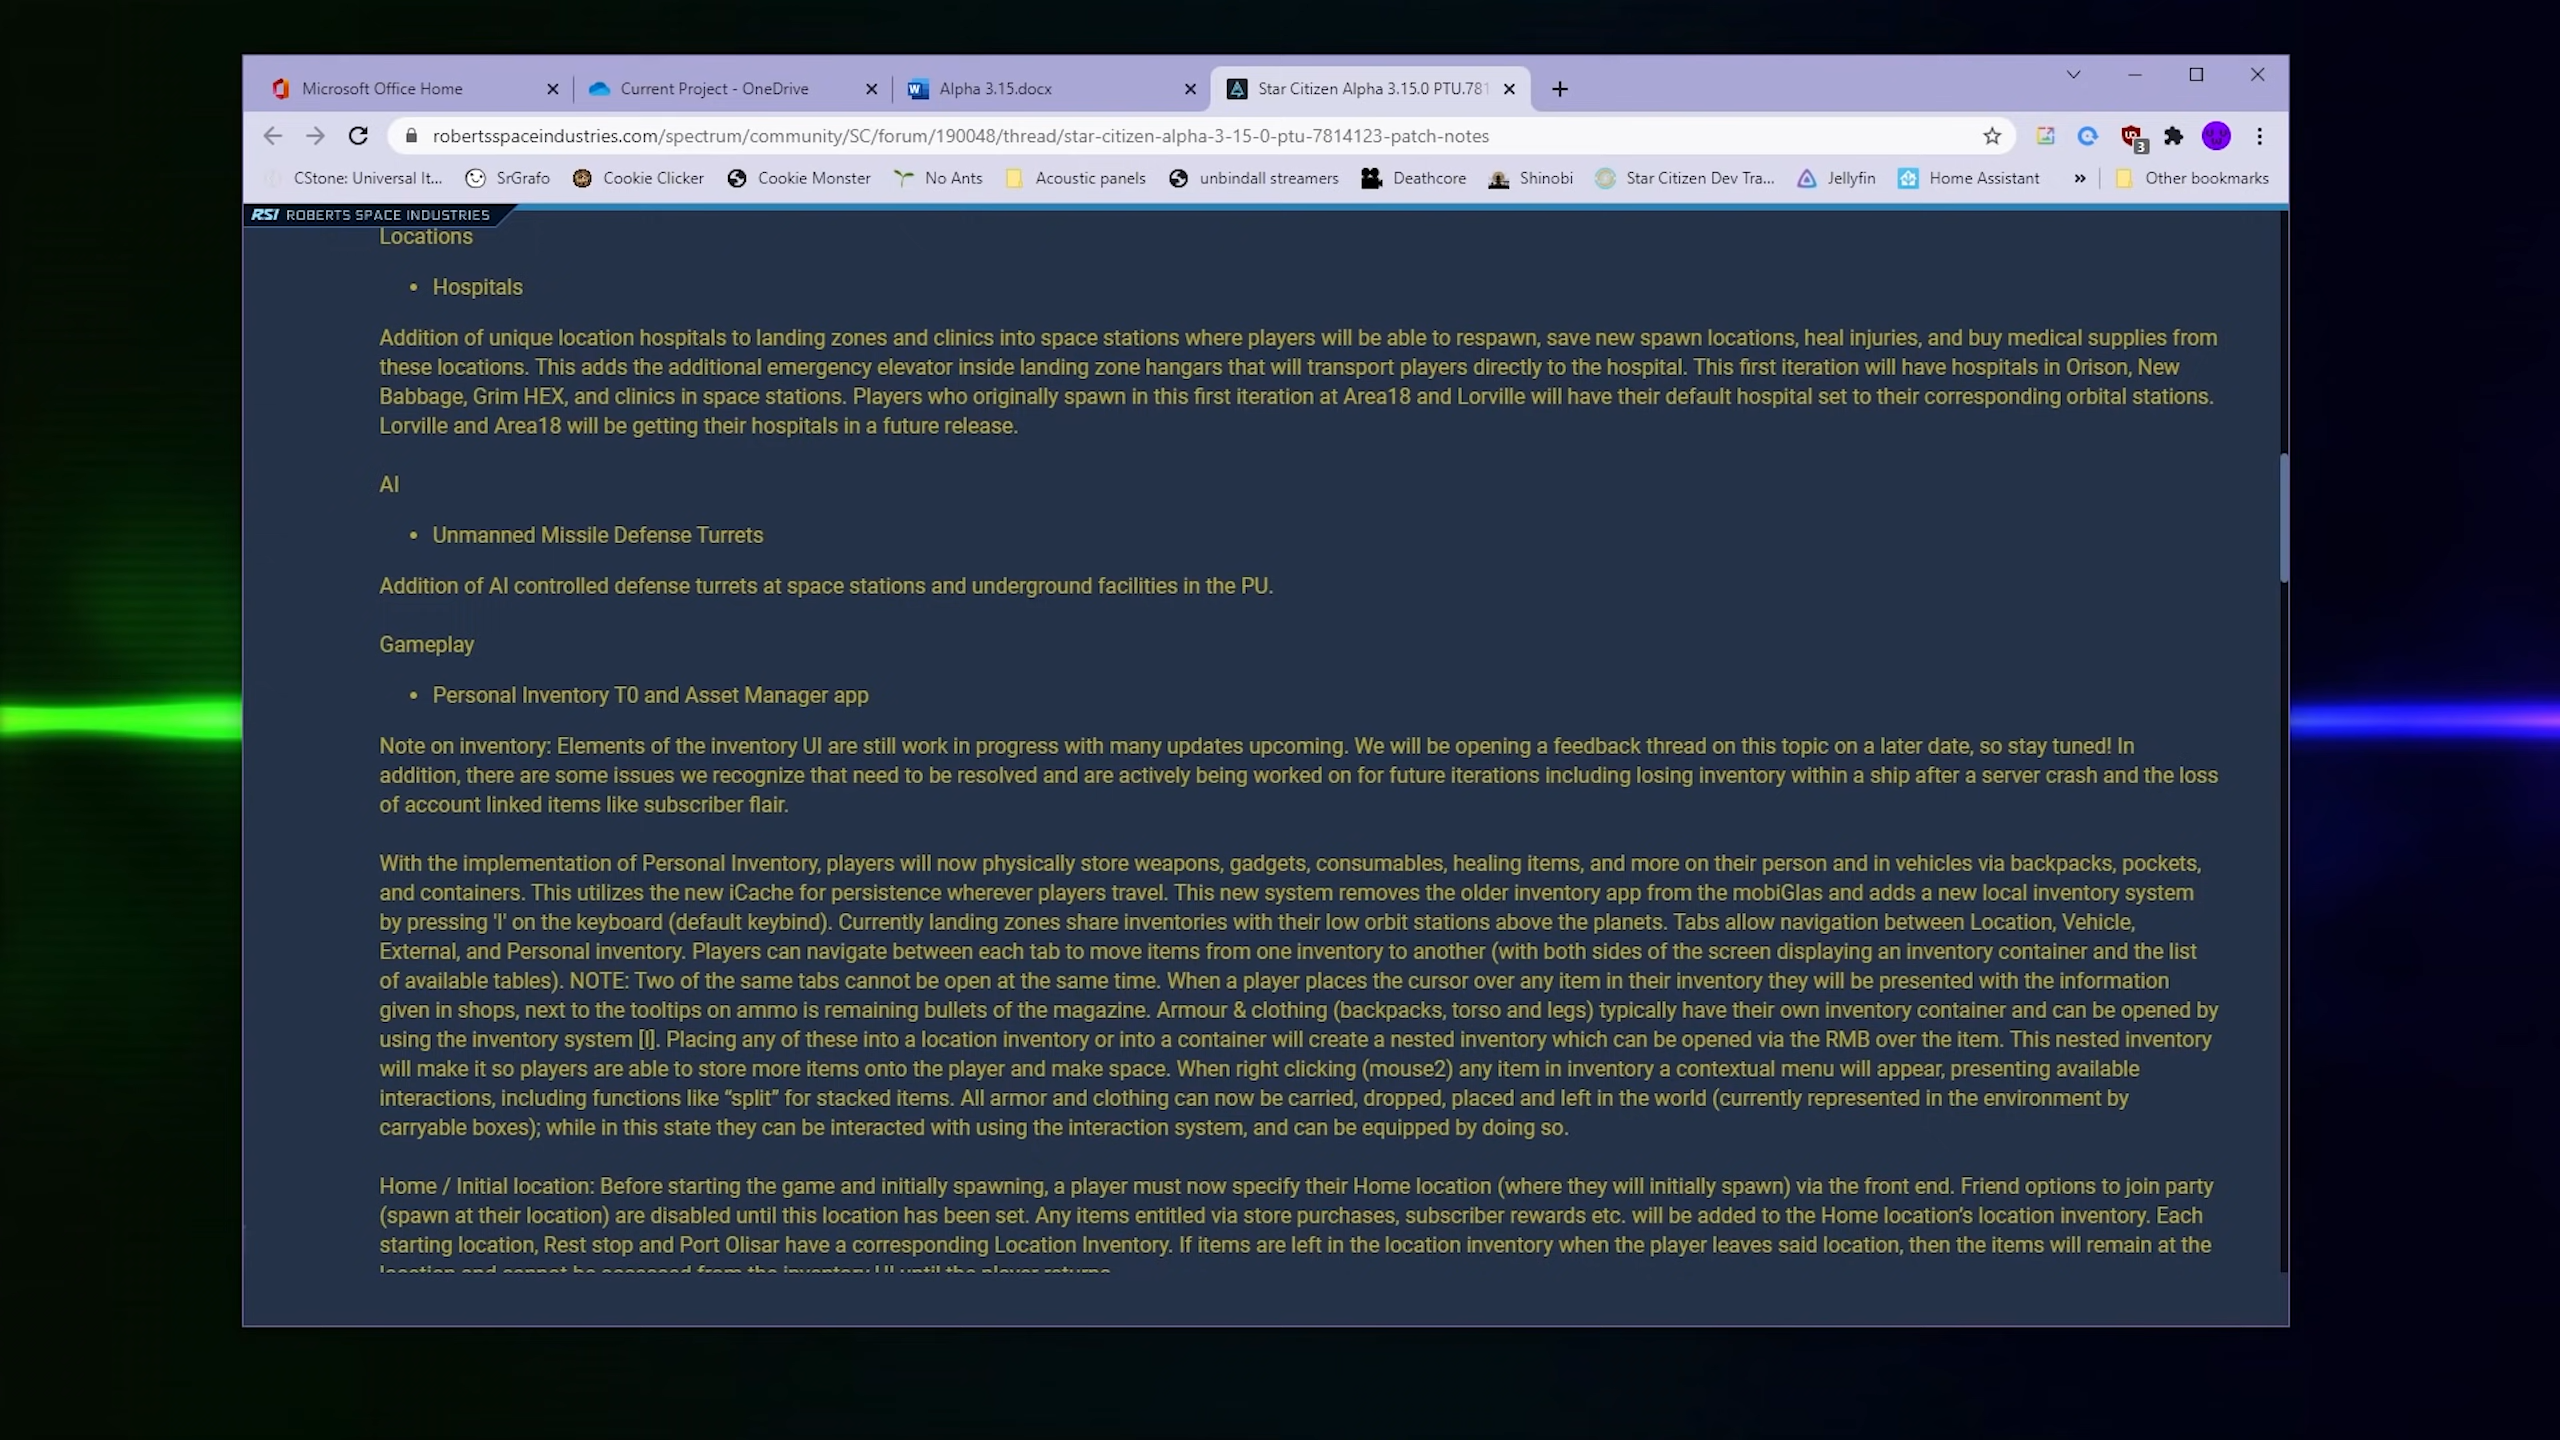 Microsoft Office Home
Current Project - OneDrive
Alpha 3.15.docx
Star Citizen Alpha 3.15.0 PTU.781
robertsspaceindustries.com/spectrum/community/SC/forum/190048/thread/star-citizen-alpha-3-15-0-ptu-7814123-patch-notes
3
CStone: Universal It...
SrGrafo
Cookie Clicker
Cookie Monster
No Ants
Acoustic panels
unbindall streamers
Deathcore
Shinobi
Star Citizen Dev Tra...
Jellyfin
Home Assistant
»
Other bookmarks
RSI ROBERTS SPACE INDUSTRIES
Locations
• Hospitals
Addition of unique location hospitals to landing zones and clinics into space stations where players will be able to respawn, save new spawn locations, heal injuries, and buy medical supplies from
these locations. This adds the additional emergency elevator inside landing zone hangars that will transport players directly to the hospital. This first iteration will have hospitals in Orison, New
Babbage, Grim HEX, and clinics in space stations. Players who originally spawn in this first iteration at Area18 and Lorville will have their default hospital set to their corresponding orbital stations.
Lorville and Area18 will be getting their hospitals in a future release.
AI
• Unmanned Missile Defense Turrets
Addition of AI controlled defense turrets at space stations and underground facilities in the PU.
Gameplay
• Personal Inventory T0 and Asset Manager app
Note on inventory: Elements of the inventory UI are still work in progress with many updates upcoming. We will be opening a feedback thread on this topic on a later date, so stay tuned! In
addition, there are some issues we recognize that need to be resolved and are actively being worked on for future iterations including losing inventory within a ship after a server crash and the loss
of account linked items like subscriber flair.
With the implementation of Personal Inventory, players will now physically store weapons, gadgets, consumables, healing items, and more on their person and in vehicles via backpacks, pockets,
and containers. This utilizes the new iCache for persistence wherever players travel. This new system removes the older inventory app from the mobiGlas and adds a new local inventory system
by pressing 'I' on the keyboard (default keybind). Currently landing zones share inventories with their low orbit stations above the planets. Tabs allow navigation between Location, Vehicle,
External, and Personal inventory. Players can navigate between each tab to move items from one inventory to another (with both sides of the screen displaying an inventory container and the list
of available tables). NOTE: Two of the same tabs cannot be open at the same time. When a player places the cursor over any item in their inventory they will be presented with the information
given in shops, next to the tooltips on ammo is remaining bullets of the magazine. Armour & clothing (backpacks, torso and legs) typically have their own inventory container and can be opened by
using the inventory system [I]. Placing any of these into a location inventory or into a container will create a nested inventory which can be opened via the RMB over the item. This nested inventory
will make it so players are able to store more items onto the player and make space. When right clicking (mouse2) any item in inventory a contextual menu will appear, presenting available
interactions, including functions like “split” for stacked items. All armor and clothing can now be carried, dropped, placed and left in the world (currently represented in the environment by
carryable boxes); while in this state they can be interacted with using the interaction system, and can be equipped by doing so.
Home / Initial location: Before starting the game and initially spawning, a player must now specify their Home location (where they will initially spawn) via the front end. Friend options to join party
(spawn at their location) are disabled until this location has been set. Any items entitled via store purchases, subscriber rewards etc. will be added to the Home location’s location inventory. Each
starting location, Rest stop and Port Olisar have a corresponding Location Inventory. If items are left in the location inventory when the player leaves said location, then the items will remain at the
location and cannot be accessed from the inventory UI until the player returns.